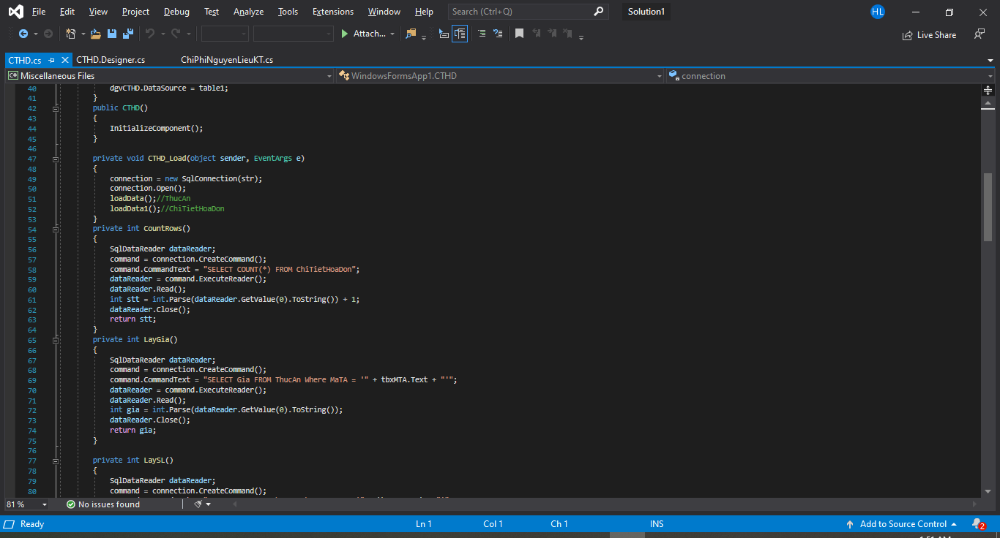 File Edit View Project Debug Test Analyze Tools Extensions Window Help Search (Ctrl+Q) Solution1 HL
Attach... Live Share
CTHD.cs CTHD.Designer.cs ChiPhiNguyenLieuKT.cs
C# Miscellaneous Files WindowsFormsApp1.CTHD connection
40 dgvCTHD.DataSource = table1;
41 }
42 public CTHD()
43 {
44 InitializeComponent();
45 }
46
47 private void CTHD_Load(object sender, EventArgs e)
48 {
49 connection = new SqlConnection(str);
50 connection.Open();
51 loadData();//ThucAn
52 loadData1();//ChiTietHoaDon
53 }
54 private int CountRows()
55 {
56 SqlDataReader dataReader;
57 command = connection.CreateCommand();
58 command.CommandText = "SELECT COUNT(*) FROM ChiTietHoaDon";
59 dataReader = command.ExecuteReader();
60 dataReader.Read();
61 int stt = int.Parse(dataReader.GetValue(0).ToString()) + 1;
62 dataReader.Close();
63 return stt;
64 }
65 private int LayGia()
66 {
67 SqlDataReader dataReader;
68 command = connection.CreateCommand();
69 command.CommandText = "SELECT Gia FROM ThucAn Where MaTA = '" + tbxMTA.Text + "'";
70 dataReader = command.ExecuteReader();
71 dataReader.Read();
72 int gia = int.Parse(dataReader.GetValue(0).ToString());
73 dataReader.Close();
74 return gia;
75 }
76
77 private int LaySL()
78 {
79 SqlDataReader dataReader;
80 command = connection.CreateCommand();
81 % No issues found
Ready Ln 1 Col 1 Ch 1 INS Add to Source Control 2